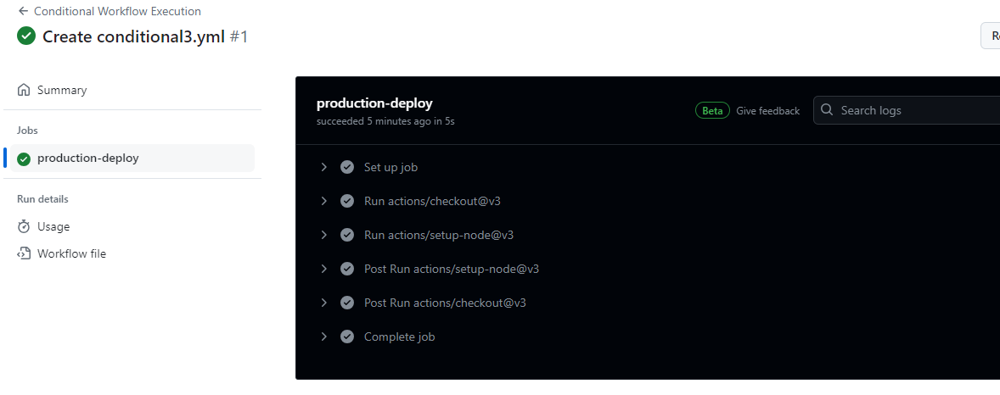 Conditional Workflow Execution
Create conditional3.yml #1
Re
Summary
Jobs
production-deploy
Run details
Usage
Workflow file
production-deploy
succeeded 5 minutes ago in 5s
Beta
Give feedback
Search logs
Set up job
Run actions/checkout@v3
Run actions/setup-node@v3
Post Run actions/setup-node@v3
Post Run actions/checkout@v3
Complete job